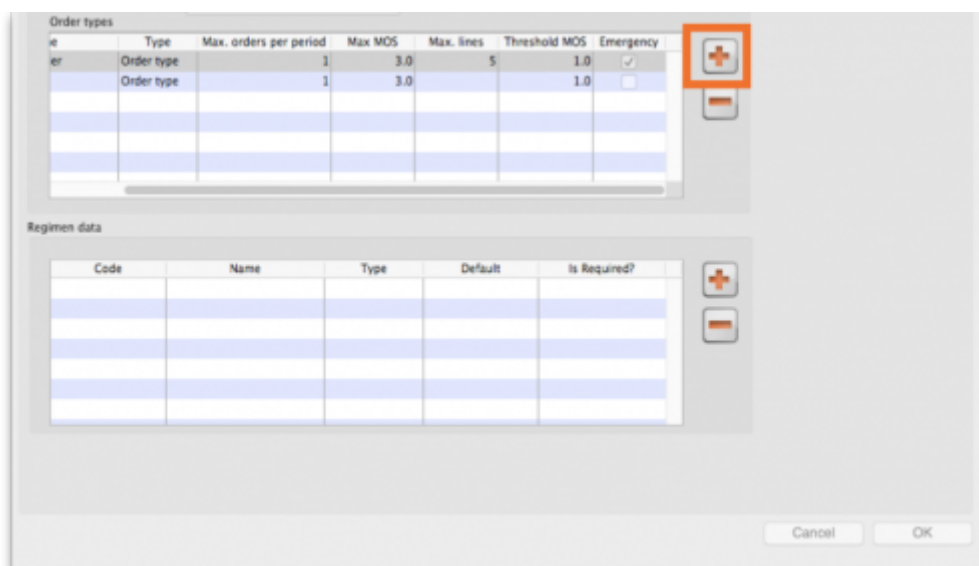 Order types
e Type Max. orders per period Max MOS Max. lines Threshold MOS Emergency
er Order type 1 3.0 5 1.0
Order type 1 3.0 1.0
Regimen data
Code Name Type Default Is Required?
Cancel OK